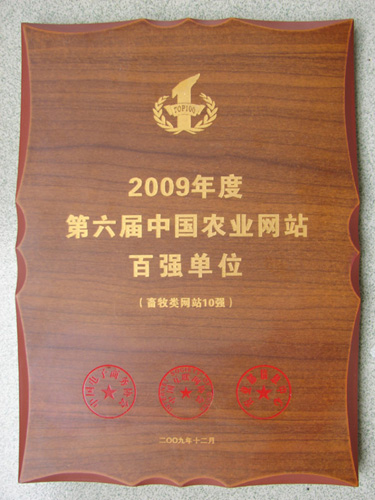 TOP100
2009年度
第六届中国农业网站
百强单位
（畜牧类网站10强）
二〇〇九年十二月